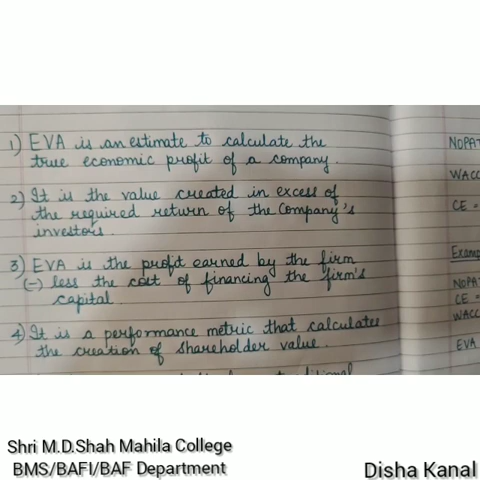 1) EVA is an estimate to calculate the
true economic profit of a company.
2) It is the value created in excess of
the required return of the Company's
investors.
3) EVA is the profit earned by the firm
(-) less the cost of financing the firm's
capital.
4) It is a performance metric that calculates
the creation of shareholder value.
NOPAT
WACC
CE =
Examp
NOPA
CE =
WACC
EVA
Shri M.D.Shah Mahila College
BMS/BAFI/BAF Department
Disha Kanal